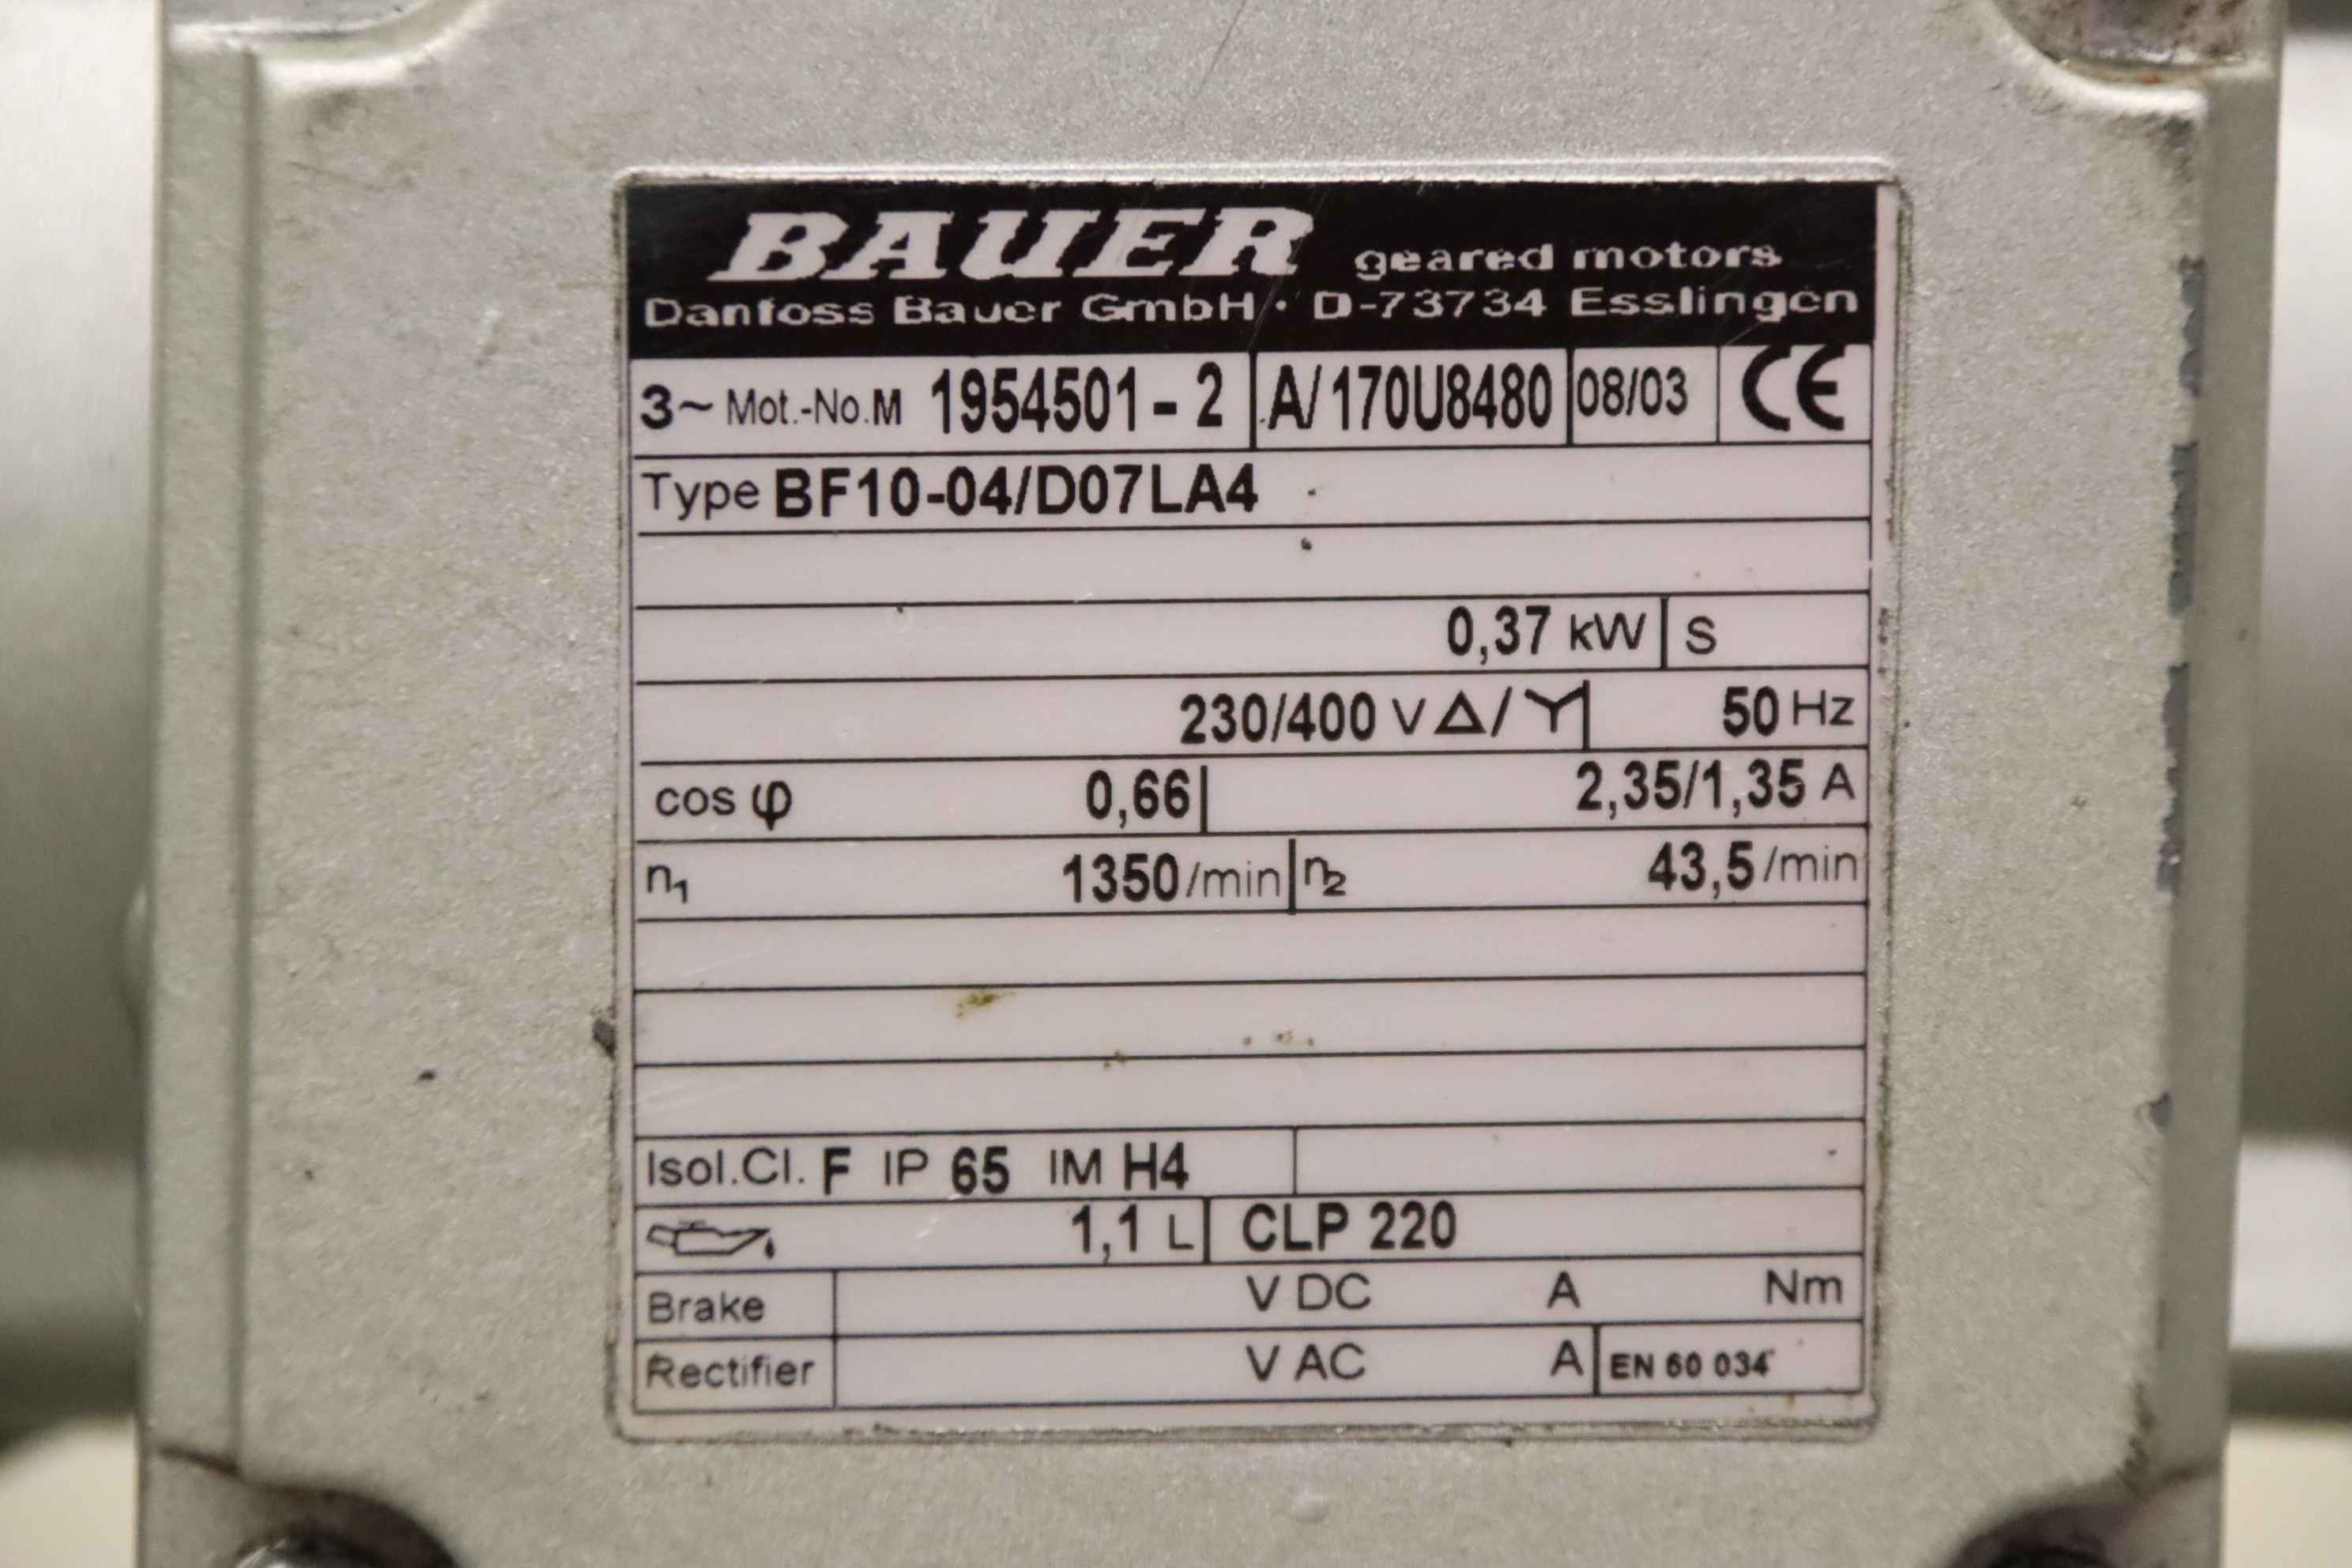 BAUER geared motors
Danfoss Bauer GmbH · D-73734 Esslingen
3~ Mot.-No.M 1954501-2 A/170U8480 08/03 CE
Type BF10-04/D07LA4
0,37 kW S
230/400 V Δ/Y 50 Hz
cos φ 0,66 2,35/1,35 A
n₁ 1350/min n₂ 43,5/min
Isol.Cl. F IP 65 IM H4
1,1 L CLP 220
Brake V DC A Nm
Rectifier V AC A EN 60 034